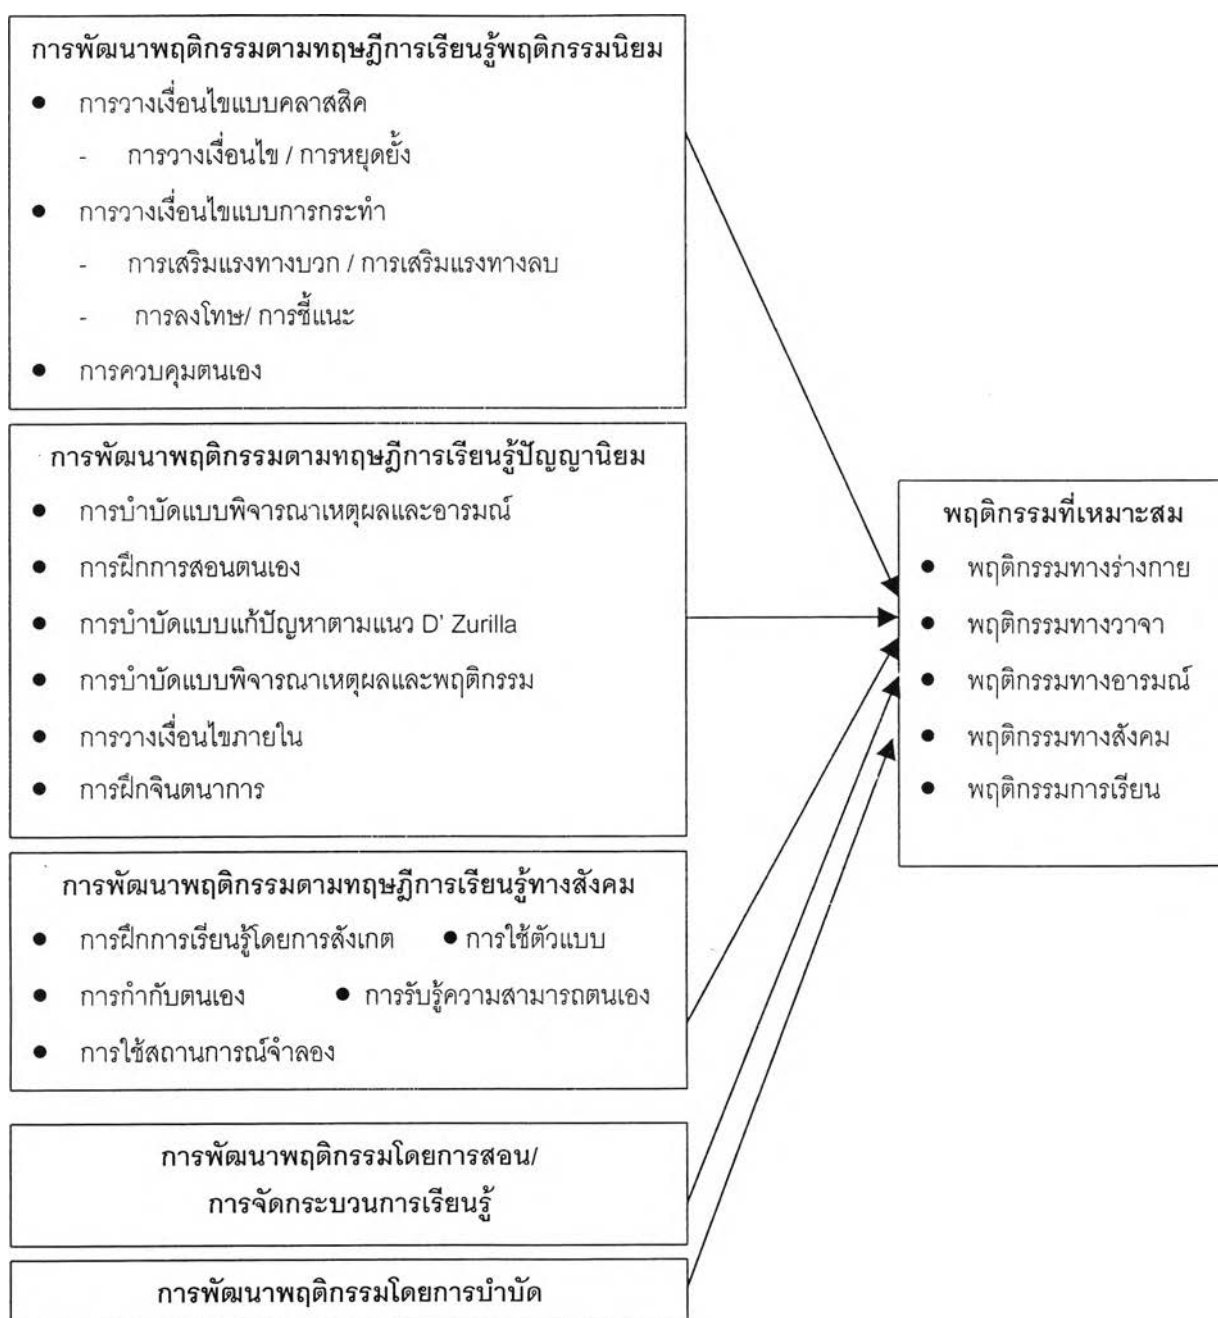 การพัฒนาพฤติกรรมตามทฤษฎีการเรียนรู้พฤติกรรมนิยม
● การวางเงื่อนไขแบบคลาสสิค
- การวางเงื่อนไข / การหยุดยั้ง
● การวางเงื่อนไขแบบการกระทำ
- การเสริมแรงทางบวก / การเสริมแรงทางลบ
- การลงโทษ/ การชี้แนะ
● การควบคุมตนเอง
การพัฒนาพฤติกรรมตามทฤษฎีการเรียนรู้ปัญญานิยม
● การบำบัดแบบพิจารณาเหตุผลและอารมณ์
● การฝึกการสอนตนเอง
● การบำบัดแบบแก้ปัญหาตามแนว D' Zurilla
● การบำบัดแบบพิจารณาเหตุผลและพฤติกรรม
● การวางเงื่อนไขภายใน
● การฝึกจินตนาการ
การพัฒนาพฤติกรรมตามทฤษฎีการเรียนรู้ทางสังคม
● การฝึกการเรียนรู้โดยการสังเกต ● การใช้ตัวแบบ
● การกำกับตนเอง ● การรับรู้ความสามารถตนเอง
● การใช้สถานการณ์จำลอง
การพัฒนาพฤติกรรมโดยการสอน/
การจัดกระบวนการเรียนรู้
การพัฒนาพฤติกรรมโดยการบำบัด
พฤติกรรมที่เหมาะสม
● พฤติกรรมทางร่างกาย
● พฤติกรรมทางวาจา
● พฤติกรรมทางอารมณ์
● พฤติกรรมทางสังคม
● พฤติกรรมการเรียน